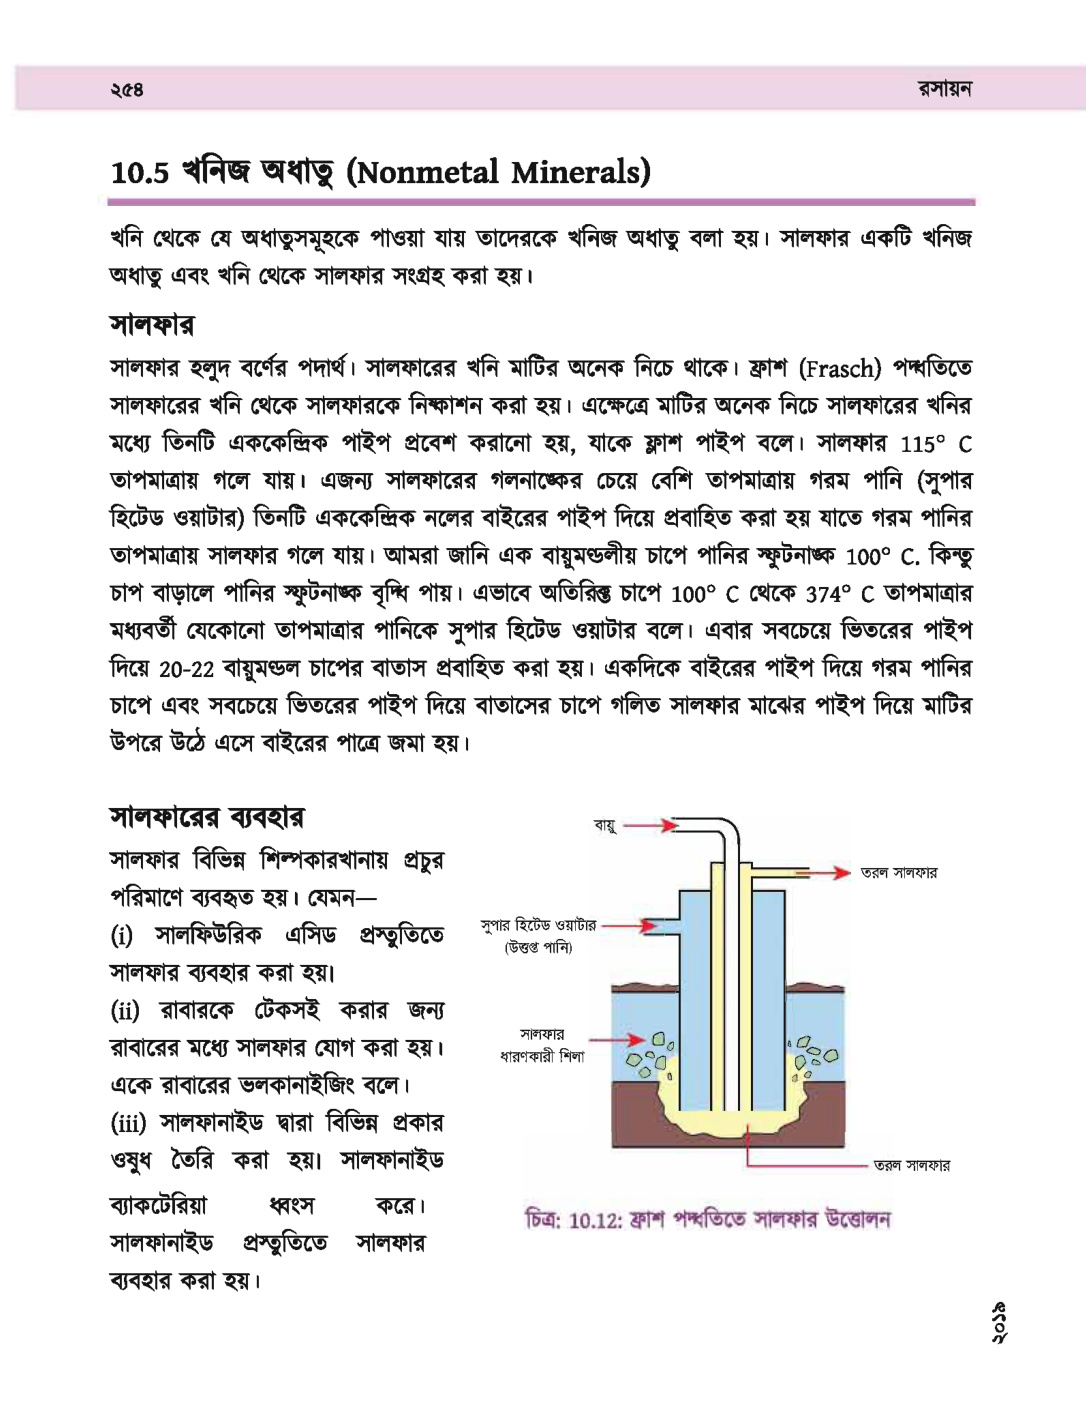 ২৫৪
রসায়ন
10.5 খনিজ অধাতু (Nonmetal Minerals)
খনি থেকে যে অধাতুসমূহকে পাওয়া যায় তাদেরকে খনিজ অধাতু বলা হয়। সালফার একটি খনিজ
অধাতু এবং খনি থেকে সালফার সংগ্রহ করা হয়।
সালফার
সালফার হলুদ বর্ণের পদার্থ। সালফারের খনি মাটির অনেক নিচে থাকে। ফ্রাশ (Frasch) পদ্ধতিতে
সালফারের খনি থেকে সালফারকে নিষ্কাশন করা হয়। এক্ষেত্রে মাটির অনেক নিচে সালফারের খনির
মধ্যে তিনটি এককেন্দ্রিক পাইপ প্রবেশ করানো হয়, যাকে ফ্লাশ পাইপ বলে। সালফার 115° C
তাপমাত্রায় গলে যায়। এজন্য সালফারের গলনাঙ্কের চেয়ে বেশি তাপমাত্রায় গরম পানি (সুপার
হিটেড ওয়াটার) তিনটি এককেন্দ্রিক নলের বাইরের পাইপ দিয়ে প্রবাহিত করা হয় যাতে গরম পানির
তাপমাত্রায় সালফার গলে যায়। আমরা জানি এক বায়ুমণ্ডলীয় চাপে পানির স্ফুটনাঙ্ক 100° C. কিন্তু
চাপ বাড়ালে পানির স্ফুটনাঙ্ক বৃদ্ধি পায়। এভাবে অতিরিক্ত চাপে 100° C থেকে 374° C তাপমাত্রার
মধ্যবর্তী যেকোনো তাপমাত্রার পানিকে সুপার হিটেড ওয়াটার বলে। এবার সবচেয়ে ভিতরের পাইপ
দিয়ে 20-22 বায়ুমণ্ডল চাপের বাতাস প্রবাহিত করা হয়। একদিকে বাইরের পাইপ দিয়ে গরম পানির
চাপে এবং সবচেয়ে ভিতরের পাইপ দিয়ে বাতাসের চাপে গলিত সালফার মাঝের পাইপ দিয়ে মাটির
উপরে উঠে এসে বাইরের পাত্রে জমা হয়।
সালফারের ব্যবহার
সালফার বিভিন্ন শিল্পকারখানায় প্রচুর
পরিমাণে ব্যবহৃত হয়। যেমন—
(i) সালফিউরিক এসিড প্রস্তুতিতে
সালফার ব্যবহার করা হয়।
(ii) রাবারকে টেকসই করার জন্য
রাবারের মধ্যে সালফার যোগ করা হয়।
একে রাবারের ভলকানাইজিং বলে।
(iii) সালফানাইড দ্বারা বিভিন্ন প্রকার
ওষুধ তৈরি করা হয়। সালফানাইড
ব্যাকটেরিয়া ধ্বংস করে।
সালফানাইড প্রস্তুতিতে সালফার
ব্যবহার করা হয়।
বায়ু
তরল সালফার
সুপার হিটেড ওয়াটার
(উত্তপ্ত পানি)
সালফার
ধারণকারী শিলা
তরল সালফার
চিত্র: 10.12: ফ্রাশ পদ্ধতিতে সালফার উত্তোলন
২০১৯